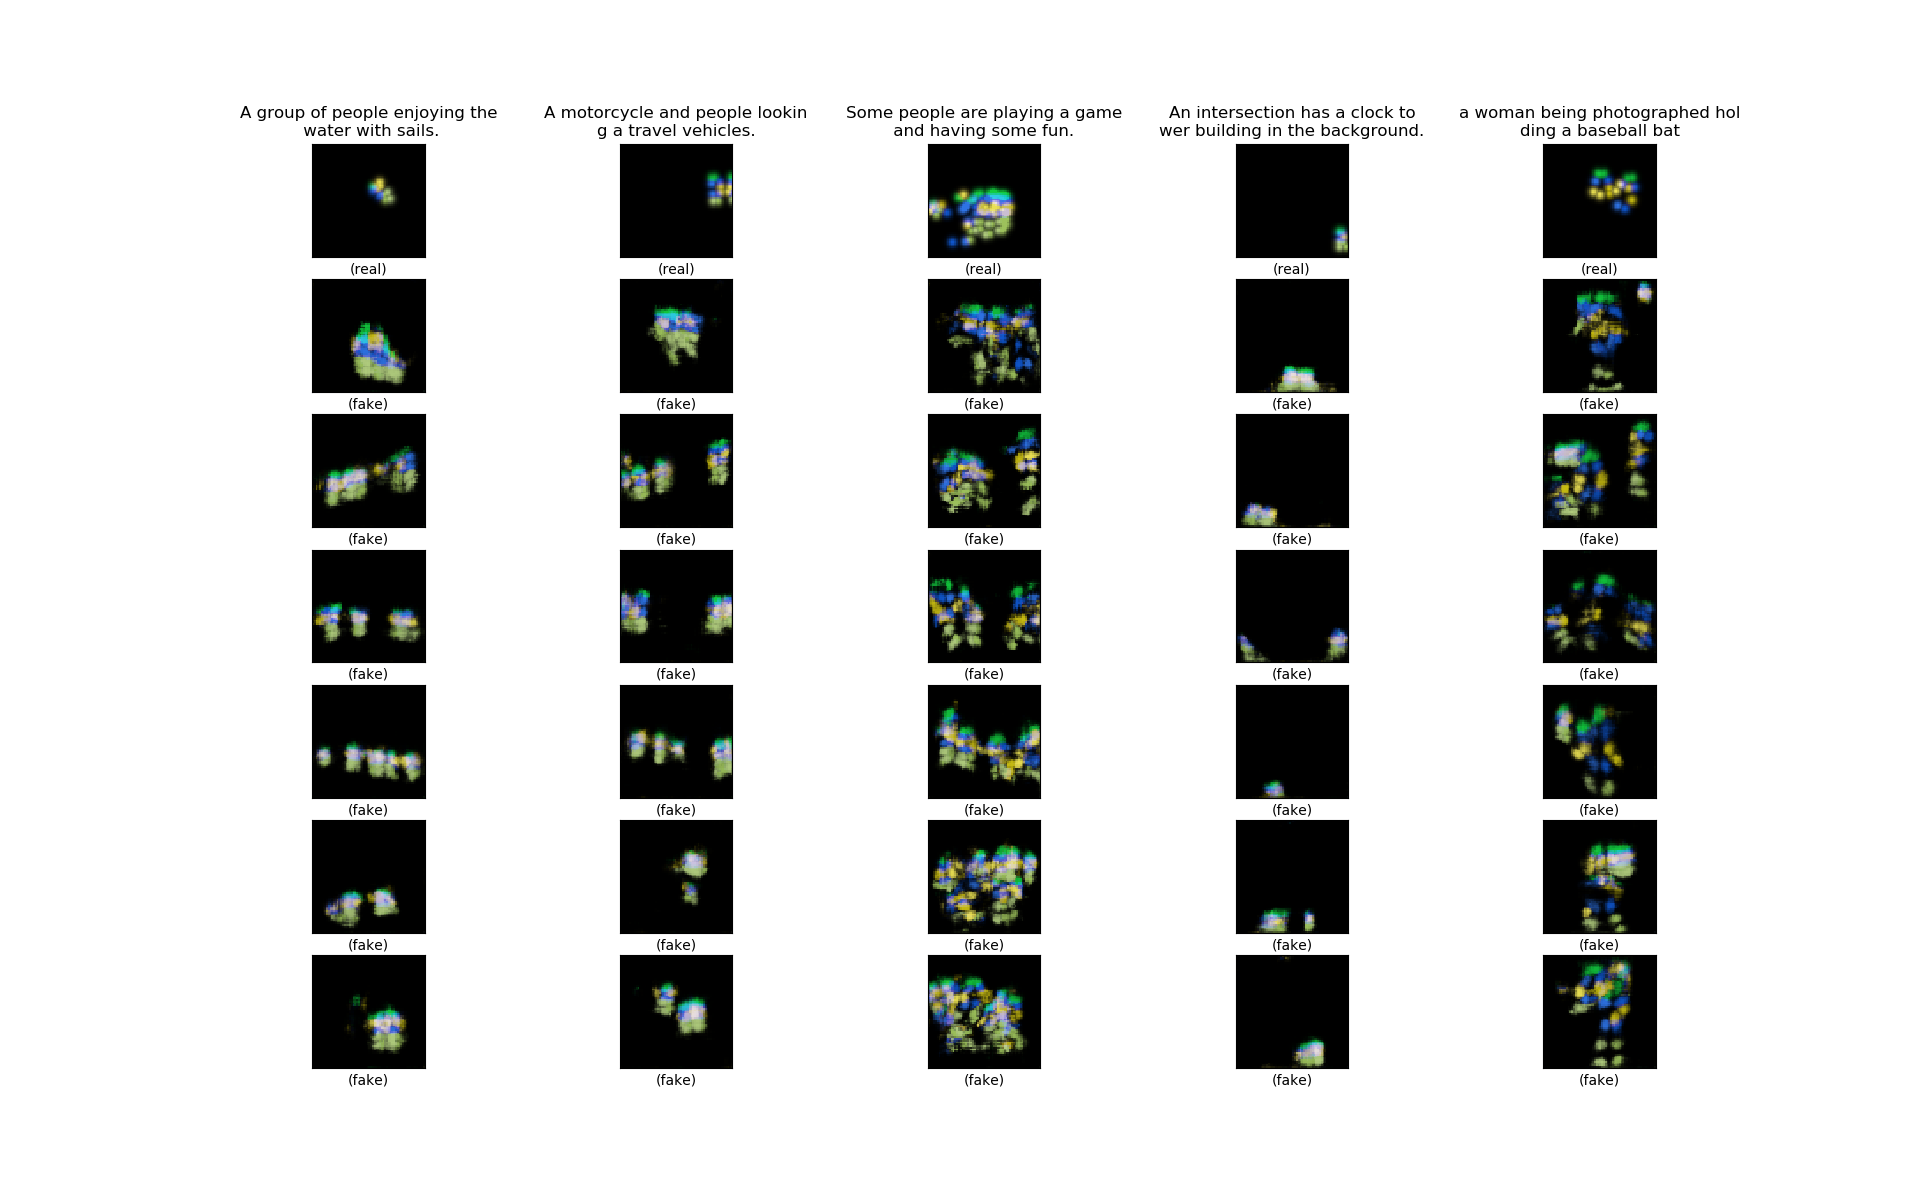 A group of people enjoying the
water with sails.
A motorcycle and people lookin
g a travel vehicles.
Some people are playing a game
and having some fun.
An intersection has a clock to
wer building in the background.
a woman being photographed hol
ding a baseball bat
(real) (real) (real) (real) (real)
(fake) (fake) (fake) (fake) (fake)
(fake) (fake) (fake) (fake) (fake)
(fake) (fake) (fake) (fake) (fake)
(fake) (fake) (fake) (fake) (fake)
(fake) (fake) (fake) (fake) (fake)
(fake) (fake) (fake) (fake) (fake)